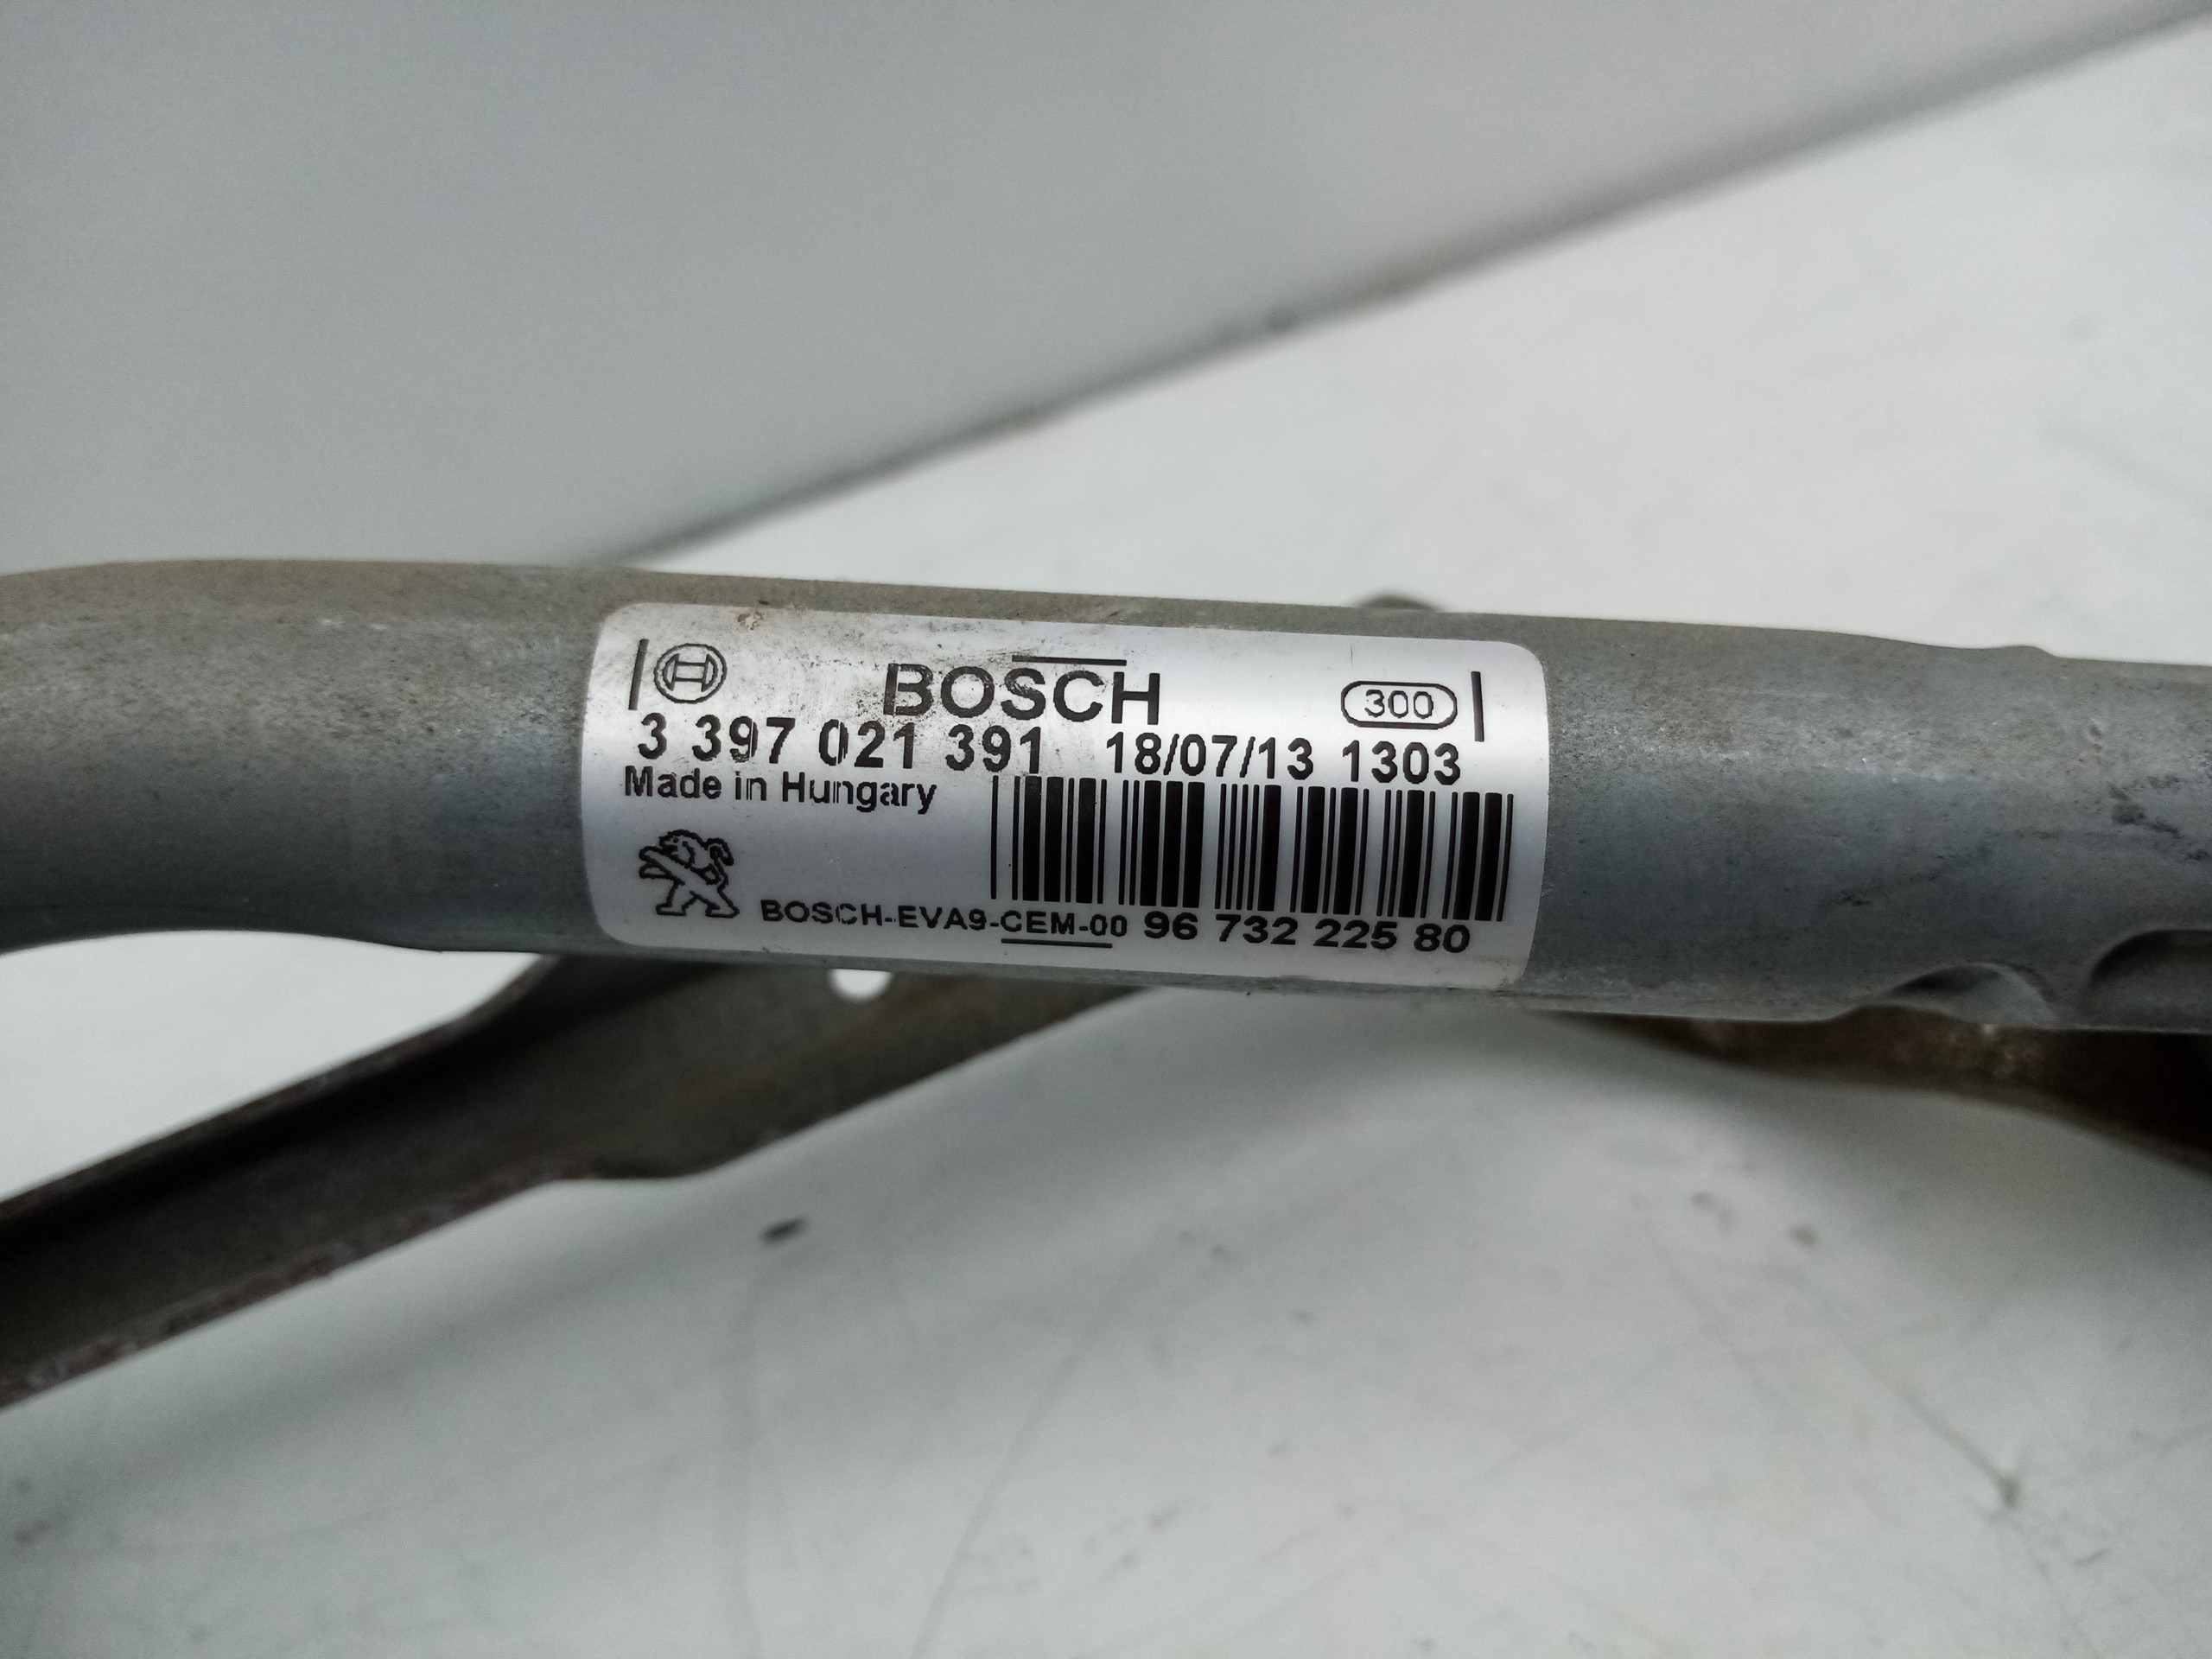 BOSCH
300
3 397 021 391 18/07/13 1303
Made in Hungary
BOSCH-EVA9-CEM-00 96 732 225 80